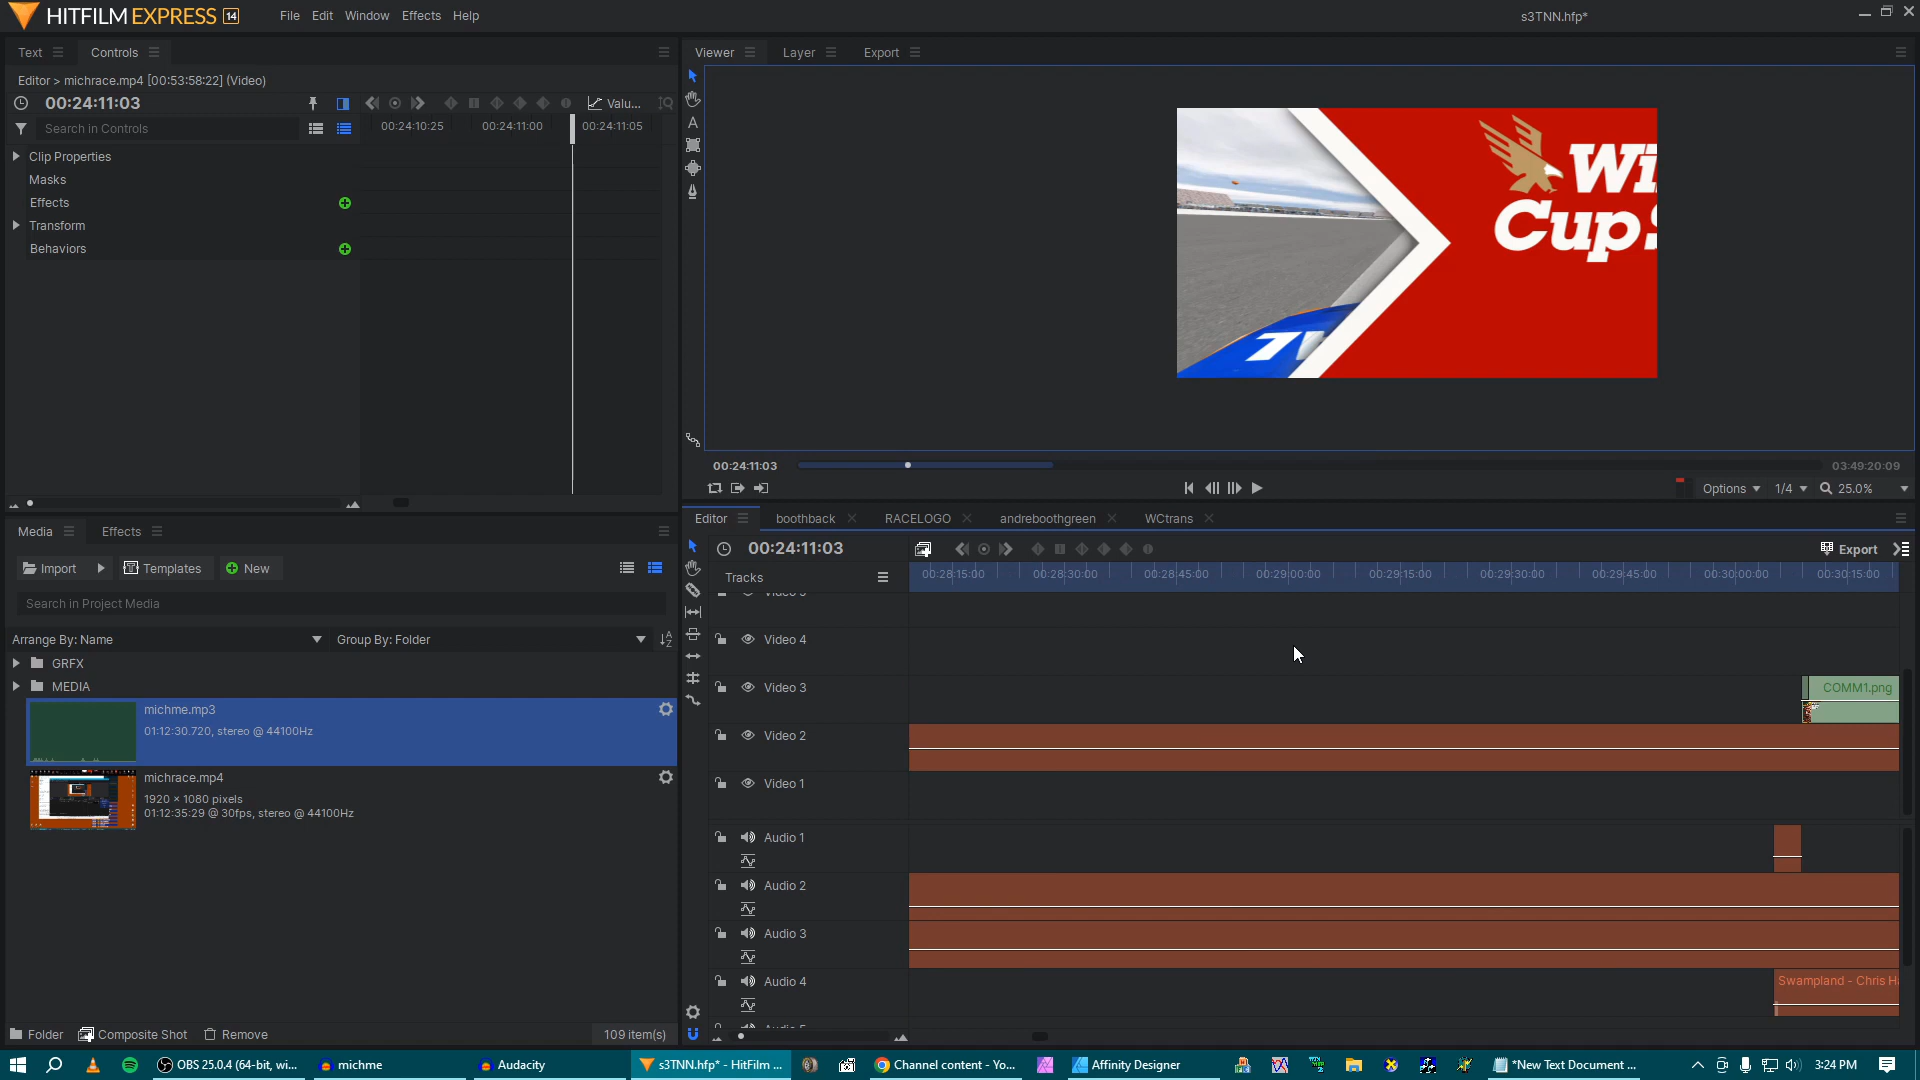 HITFILM EXPRESS 14
File Edit Window Effects Help
s3TNN.hfp*
Text Controls
Viewer Layer Export
Editor > michrace.mp4 [00:53:58:22] (Video)
00:24:11:03
Valu...
Search in Controls
00:24:10:25 00:24:11:00 00:24:11:05
Clip Properties
Masks
Effects
Transform
Behaviors
Wi
Cup
00:24:11:03
03:49:20:09
Options 1/4 25.0%
Media Effects
Editor boothback RACELOGO andreboothgreen WCtrans
00:24:11:03
Export
Import Templates New
Tracks
00:28:15:00 00:28:30:00 00:28:45:00 00:29:00:00 00:29:15:00 00:29:30:00 00:29:45:00 00:30:00:00 00:30:15:00
Search in Project Media
Arrange By: Name Group By: Folder
GRFX
MEDIA
michme.mp3
01:12:30.720, stereo @ 44100Hz
michrace.mp4
1920 × 1080 pixels
01:12:35:29 @ 30fps, stereo @ 44100Hz
Video 4
Video 3
COMM1.png
Video 2
Video 1
Audio 1
Audio 2
Audio 3
Audio 4
Swampland - Chris H
Folder Composite Shot Remove 109 item(s)
OBS 25.0.4 (64-bit, wi... michme Audacity s3TNN.hfp* - HitFilm ... Channel content - Yo... Affinity Designer *New Text Document ... 3:24 PM